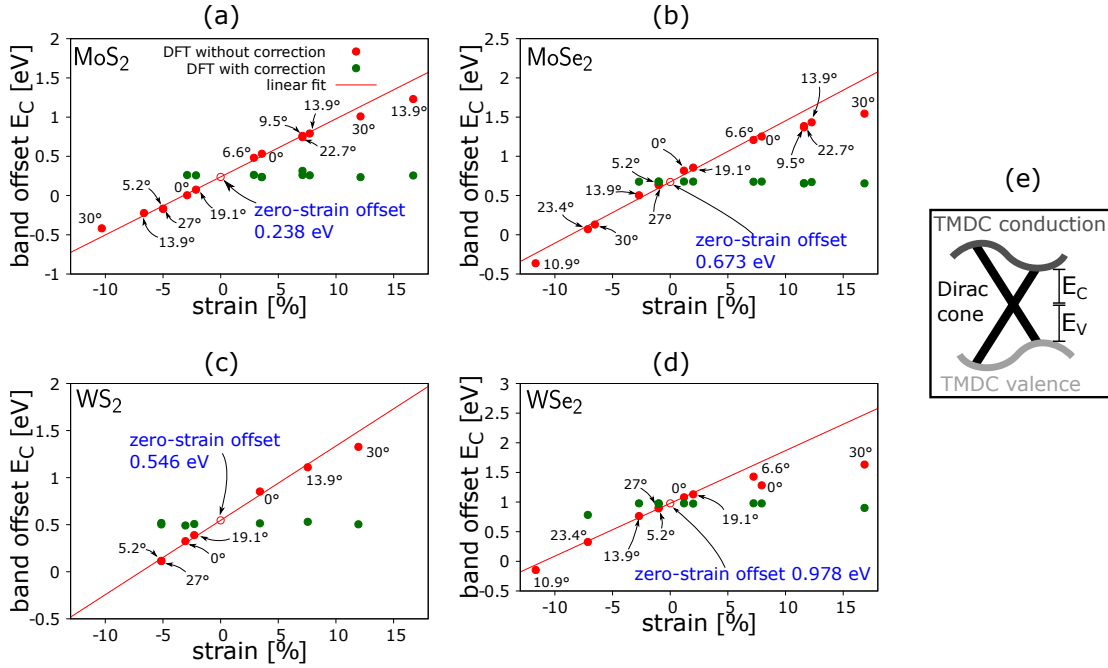 (a)
MoS2
DFT without correction
DFT with correction
linear fit
band offset EC [eV]
2
1.5
1
0.5
0
-0.5
-1
-10
-5
0
5
10
15
strain [%]
30°
13.9°
5.2°
27°
0°
19.1°
6.6°
0°
9.5°
22.7°
13.9°
30°
13.9°
zero-strain offset
0.238 eV
(b)
MoSe2
band offset EC [eV]
2.5
2
1.5
1
0.5
0
-0.5
-10
-5
0
5
10
15
strain [%]
10.9°
23.4°
30°
13.9°
5.2°
27°
0°
19.1°
6.6°
0°
9.5°
22.7°
13.9°
30°
zero-strain offset
0.673 eV
(c)
WS2
band offset EC [eV]
2
1.5
1
0.5
0
-0.5
-10
-5
0
5
10
15
strain [%]
5.2°
27°
0°
19.1°
0°
13.9°
30°
zero-strain offset
0.546 eV
(d)
WSe2
band offset EC [eV]
3
2.5
2
1.5
1
0.5
0
-0.5
-10
-5
0
5
10
15
strain [%]
10.9°
23.4°
13.9°
27°
5.2°
0°
19.1°
6.6°
0°
30°
zero-strain offset 0.978 eV
(e)
TMDC conduction
Dirac
cone
EC
EV
TMDC valence